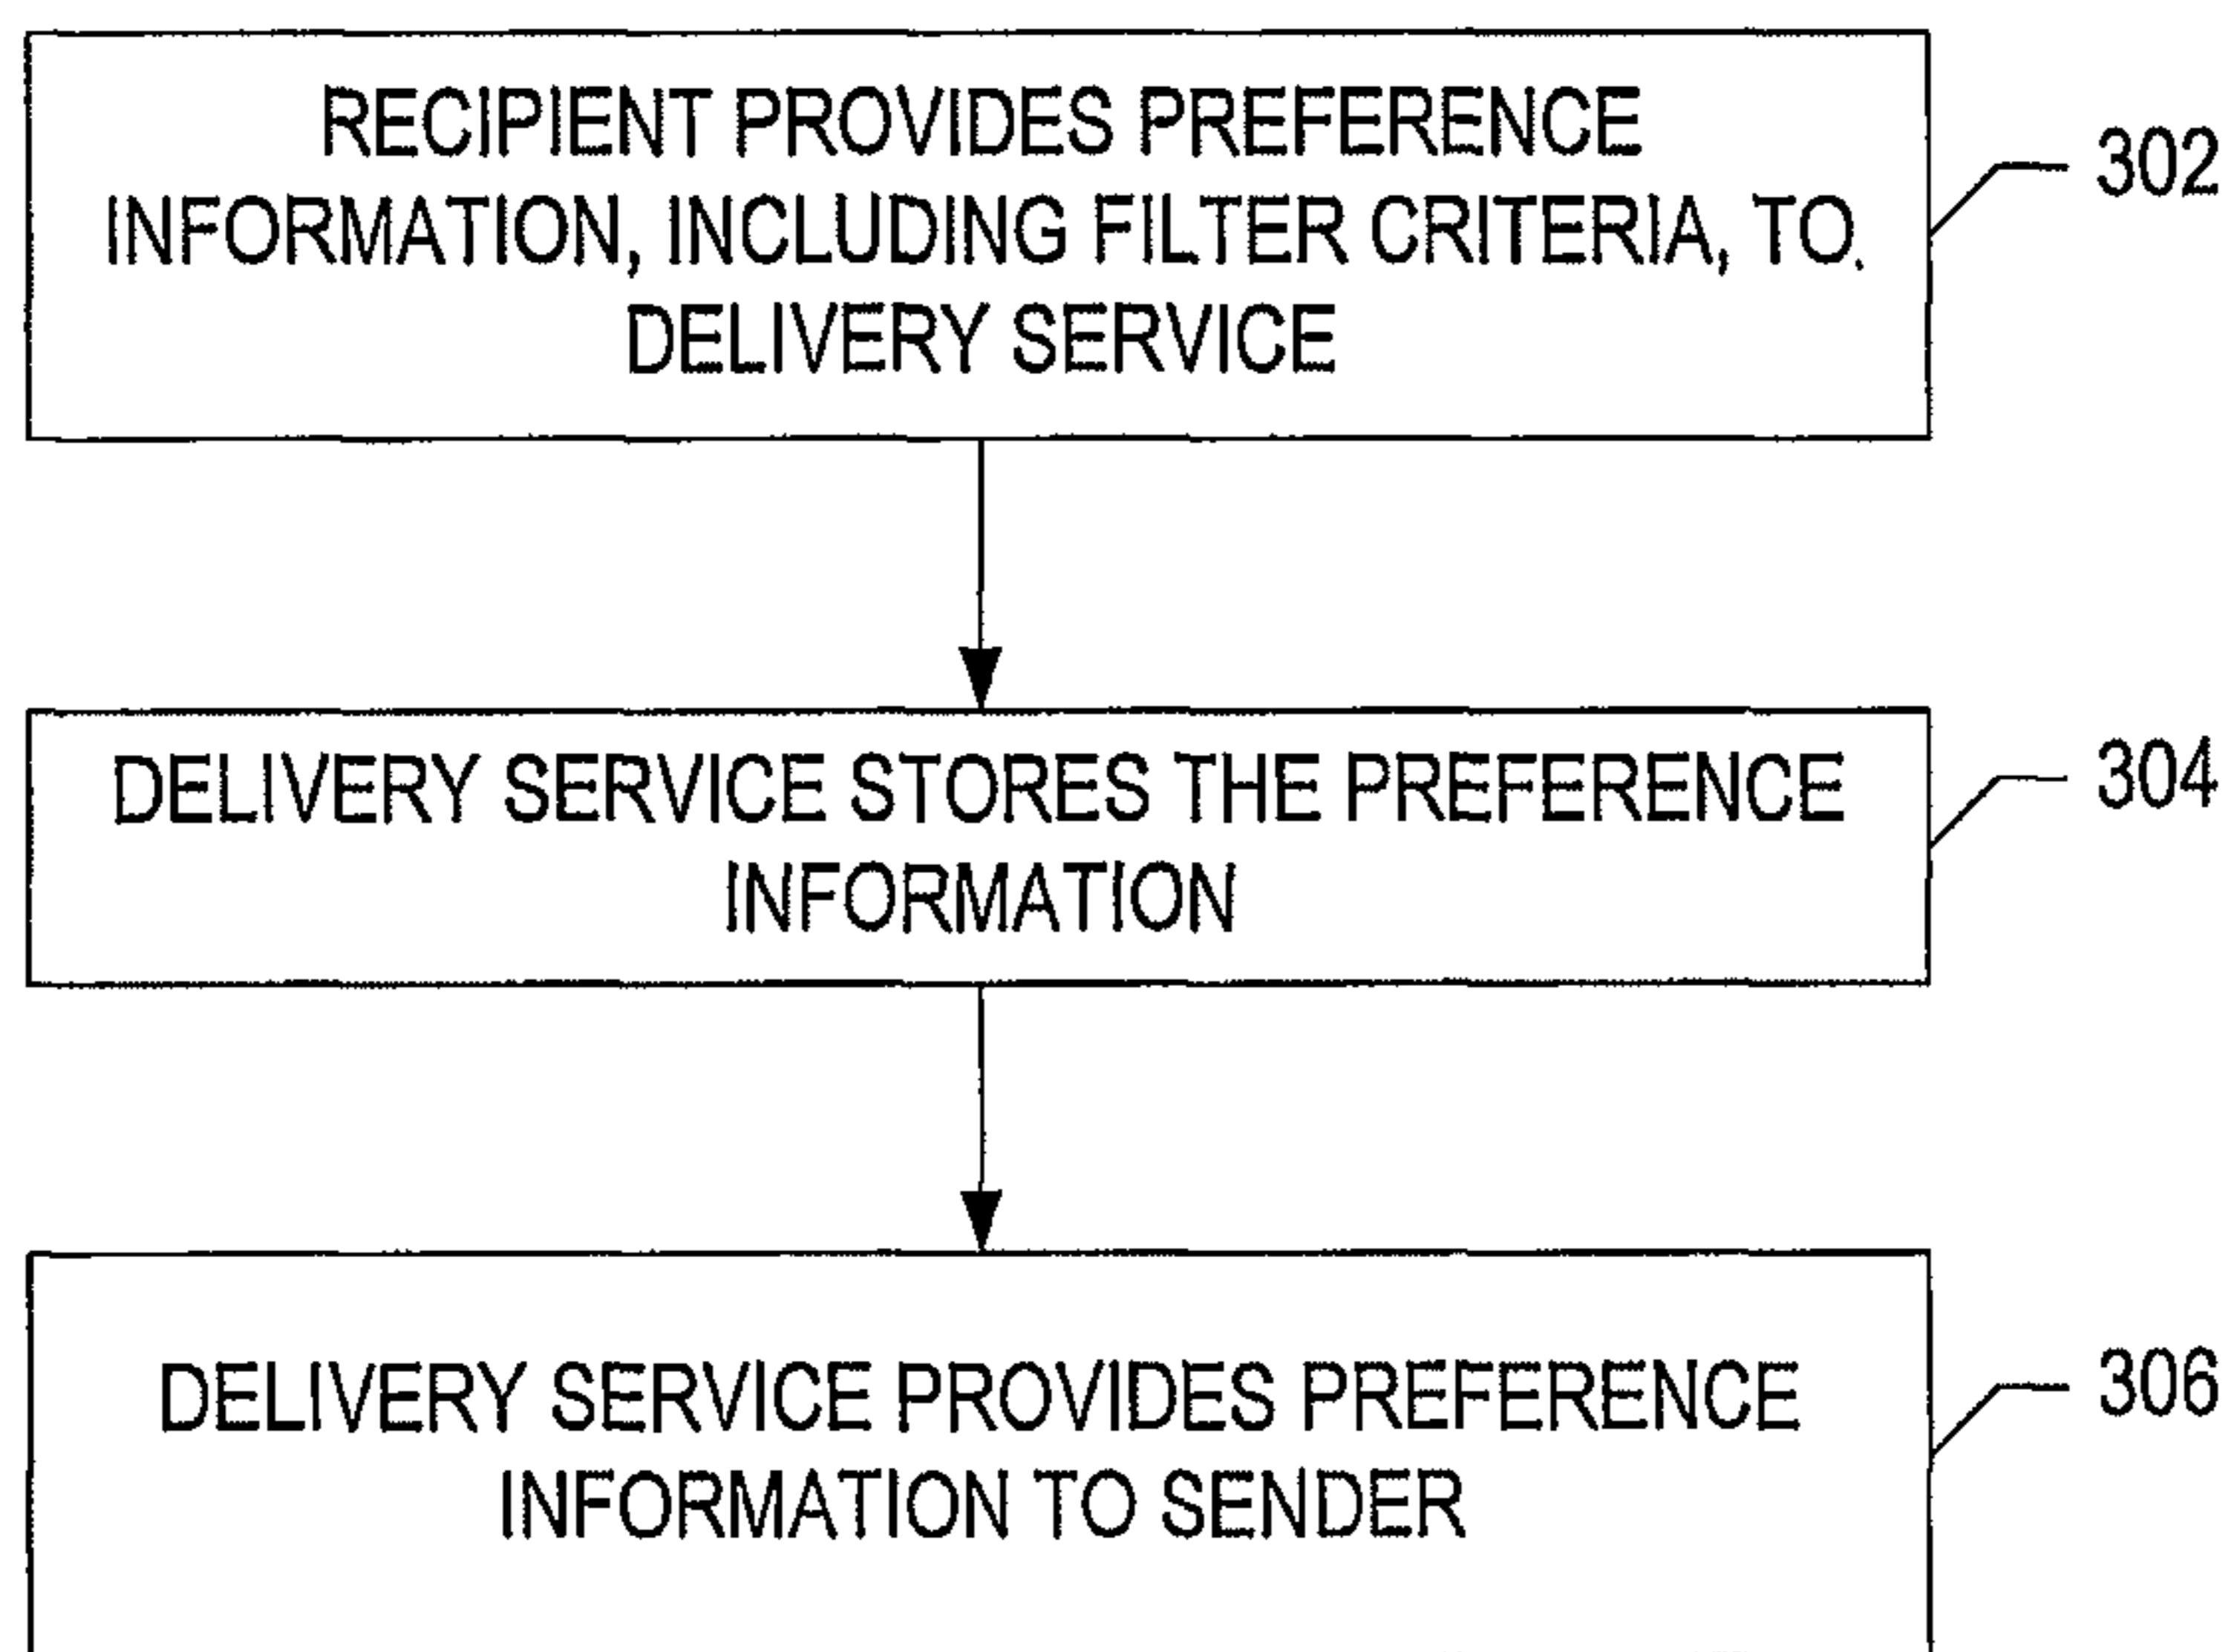 RECIPIENT PROVIDES PREFERENCE
INFORMATION, INCLUDING FILTER CRITERIA, TO.
DELIVERY SERVICE
302
DELIVERY SERVICE STORES THE PREFERENCE
INFORMATION
304
DELIVERY SERVICE PROVIDES PREFERENCE
INFORMATION TO SENDER
306